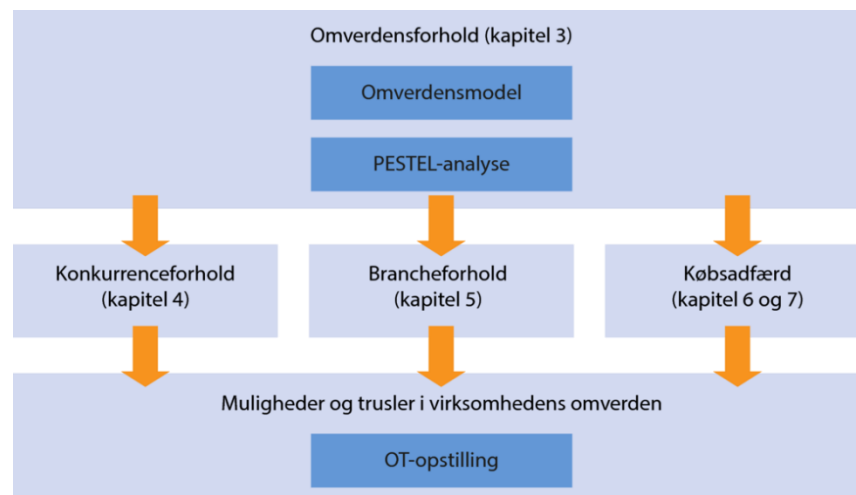 Omverdensforhold (kapitel 3)
Omverdensmodel
PESTEL-analyse
Konkurrenceforhold
(kapitel 4)
Brancheforhold
(kapitel 5)
Købsadfærd
(kapitel 6 og 7)
Muligheder og trusler i virksomhedens omverden
OT-opstilling